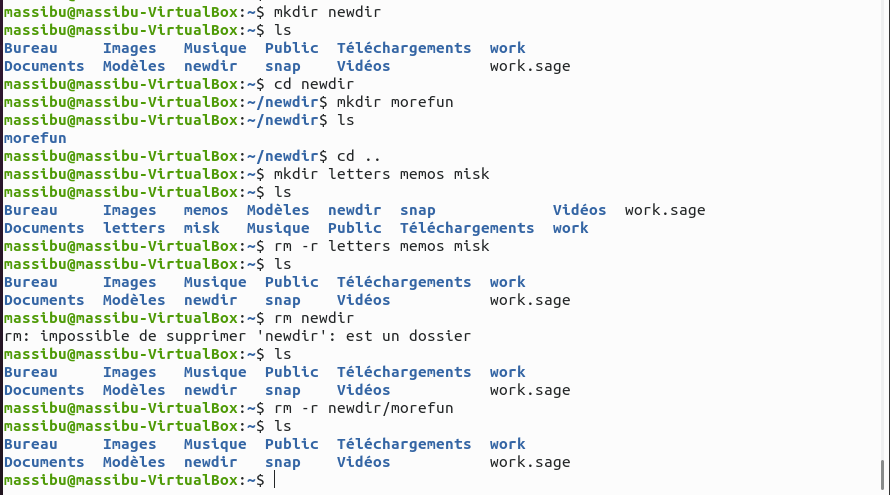 massibu@massibu-VirtualBox:~$ mkdir newdir
massibu@massibu-VirtualBox:~$ ls
Bureau     Images   Musique  Public  Téléchargements  work
Documents  Modèles  newdir   snap    Vidéos           work.sage
massibu@massibu-VirtualBox:~$ cd newdir
massibu@massibu-VirtualBox:~/newdir$ mkdir morefun
massibu@massibu-VirtualBox:~/newdir$ ls
morefun
massibu@massibu-VirtualBox:~/newdir$ cd ..
massibu@massibu-VirtualBox:~$ mkdir letters memos misk
massibu@massibu-VirtualBox:~$ ls
Bureau     Images   memos  Modèles  newdir  snap             Vidéos  work.sage
Documents  letters  misk   Musique  Public  Téléchargements  work
massibu@massibu-VirtualBox:~$ rm -r letters memos misk
massibu@massibu-VirtualBox:~$ ls
Bureau     Images   Musique  Public  Téléchargements  work
Documents  Modèles  newdir   snap    Vidéos           work.sage
massibu@massibu-VirtualBox:~$ rm newdir
rm: impossible de supprimer 'newdir': est un dossier
massibu@massibu-VirtualBox:~$ ls
Bureau     Images   Musique  Public  Téléchargements  work
Documents  Modèles  newdir   snap    Vidéos           work.sage
massibu@massibu-VirtualBox:~$ rm -r newdir/morefun
massibu@massibu-VirtualBox:~$ ls
Bureau     Images   Musique  Public  Téléchargements  work
Documents  Modèles  newdir   snap    Vidéos           work.sage
massibu@massibu-VirtualBox:~$